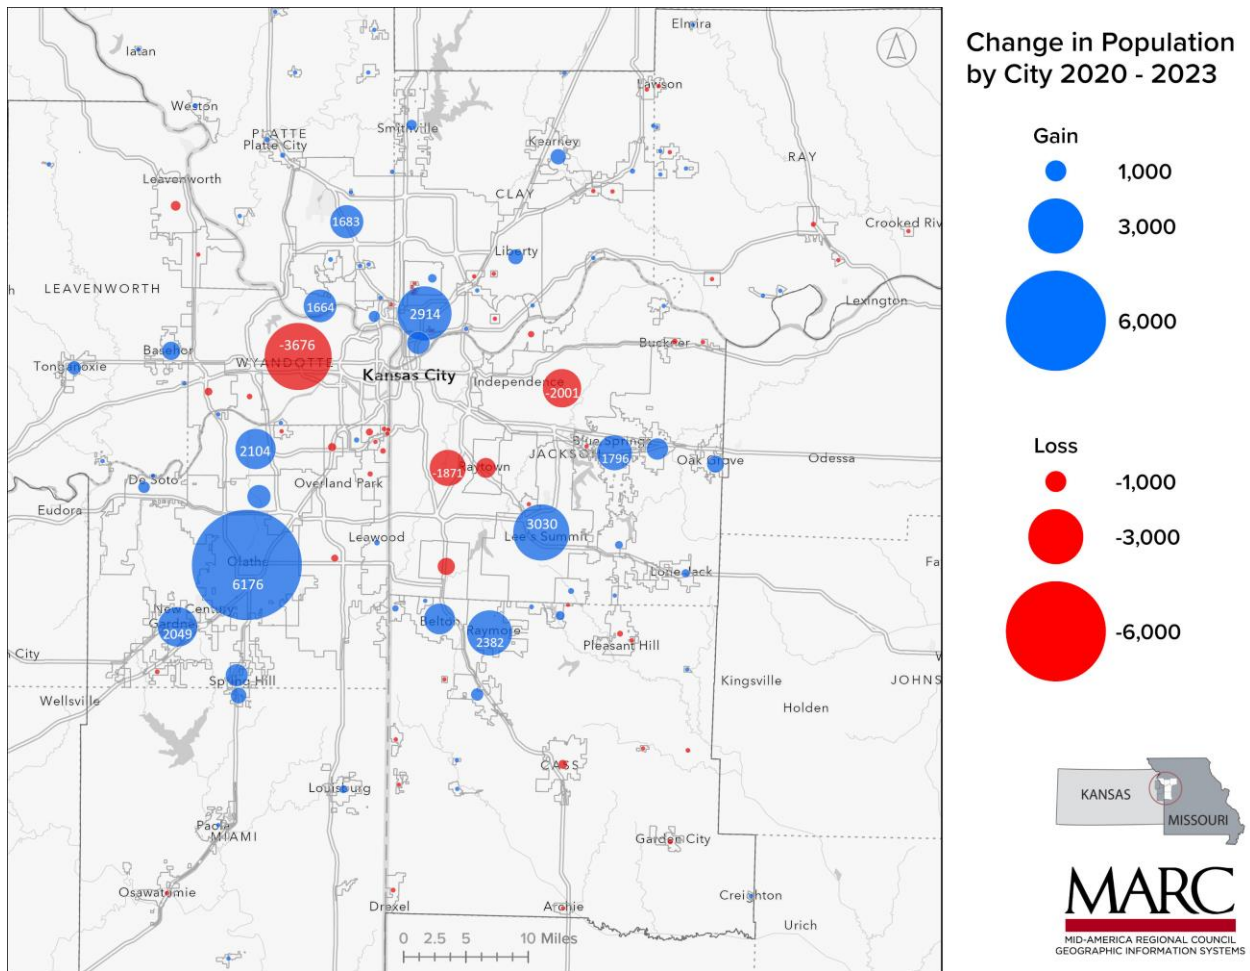 Change in Population
by City 2020 - 2023
Gain
1,000
3,000
6,000
Loss
-1,000
-3,000
-6,000
KANSAS
MISSOURI
MARC
MID-AMERICA REGIONAL COUNCIL
GEOGRAPHIC INFORMATION SYSTEMS
Elmira
Iatan
Lawson
Weston
Smithville
PLATTE
Platte City
Kearney
RAY
Leavenworth
CLAY
1683
Crooked Riv
Liberty
h
LEAVENWORTH
Lexington
1664
2914
-3676
Basehor
Buckner
WYANDOTTE
Tonganoxie
Kansas City
Independence
-2001
2104
Blue Springs
JACKSON
1796
Oak Grove
Odessa
-1871
Raytown
De Soto
Overland Park
Eudora
3030
Leawood
Lee's Summit
Olathe
Fa
Lone Jack
6176
New Century
Gardner
2049
Belton
Raymore
2382
Pleasant Hill
n City
W
Spring Hill
Kingsville
JOHNS
Wellsville
Holden
CASS
Louisburg
Paola
MIAMI
Garden City
Osawatomie
Creighton
Drexel
Archie
Urich
0 2.5 5 10 Miles